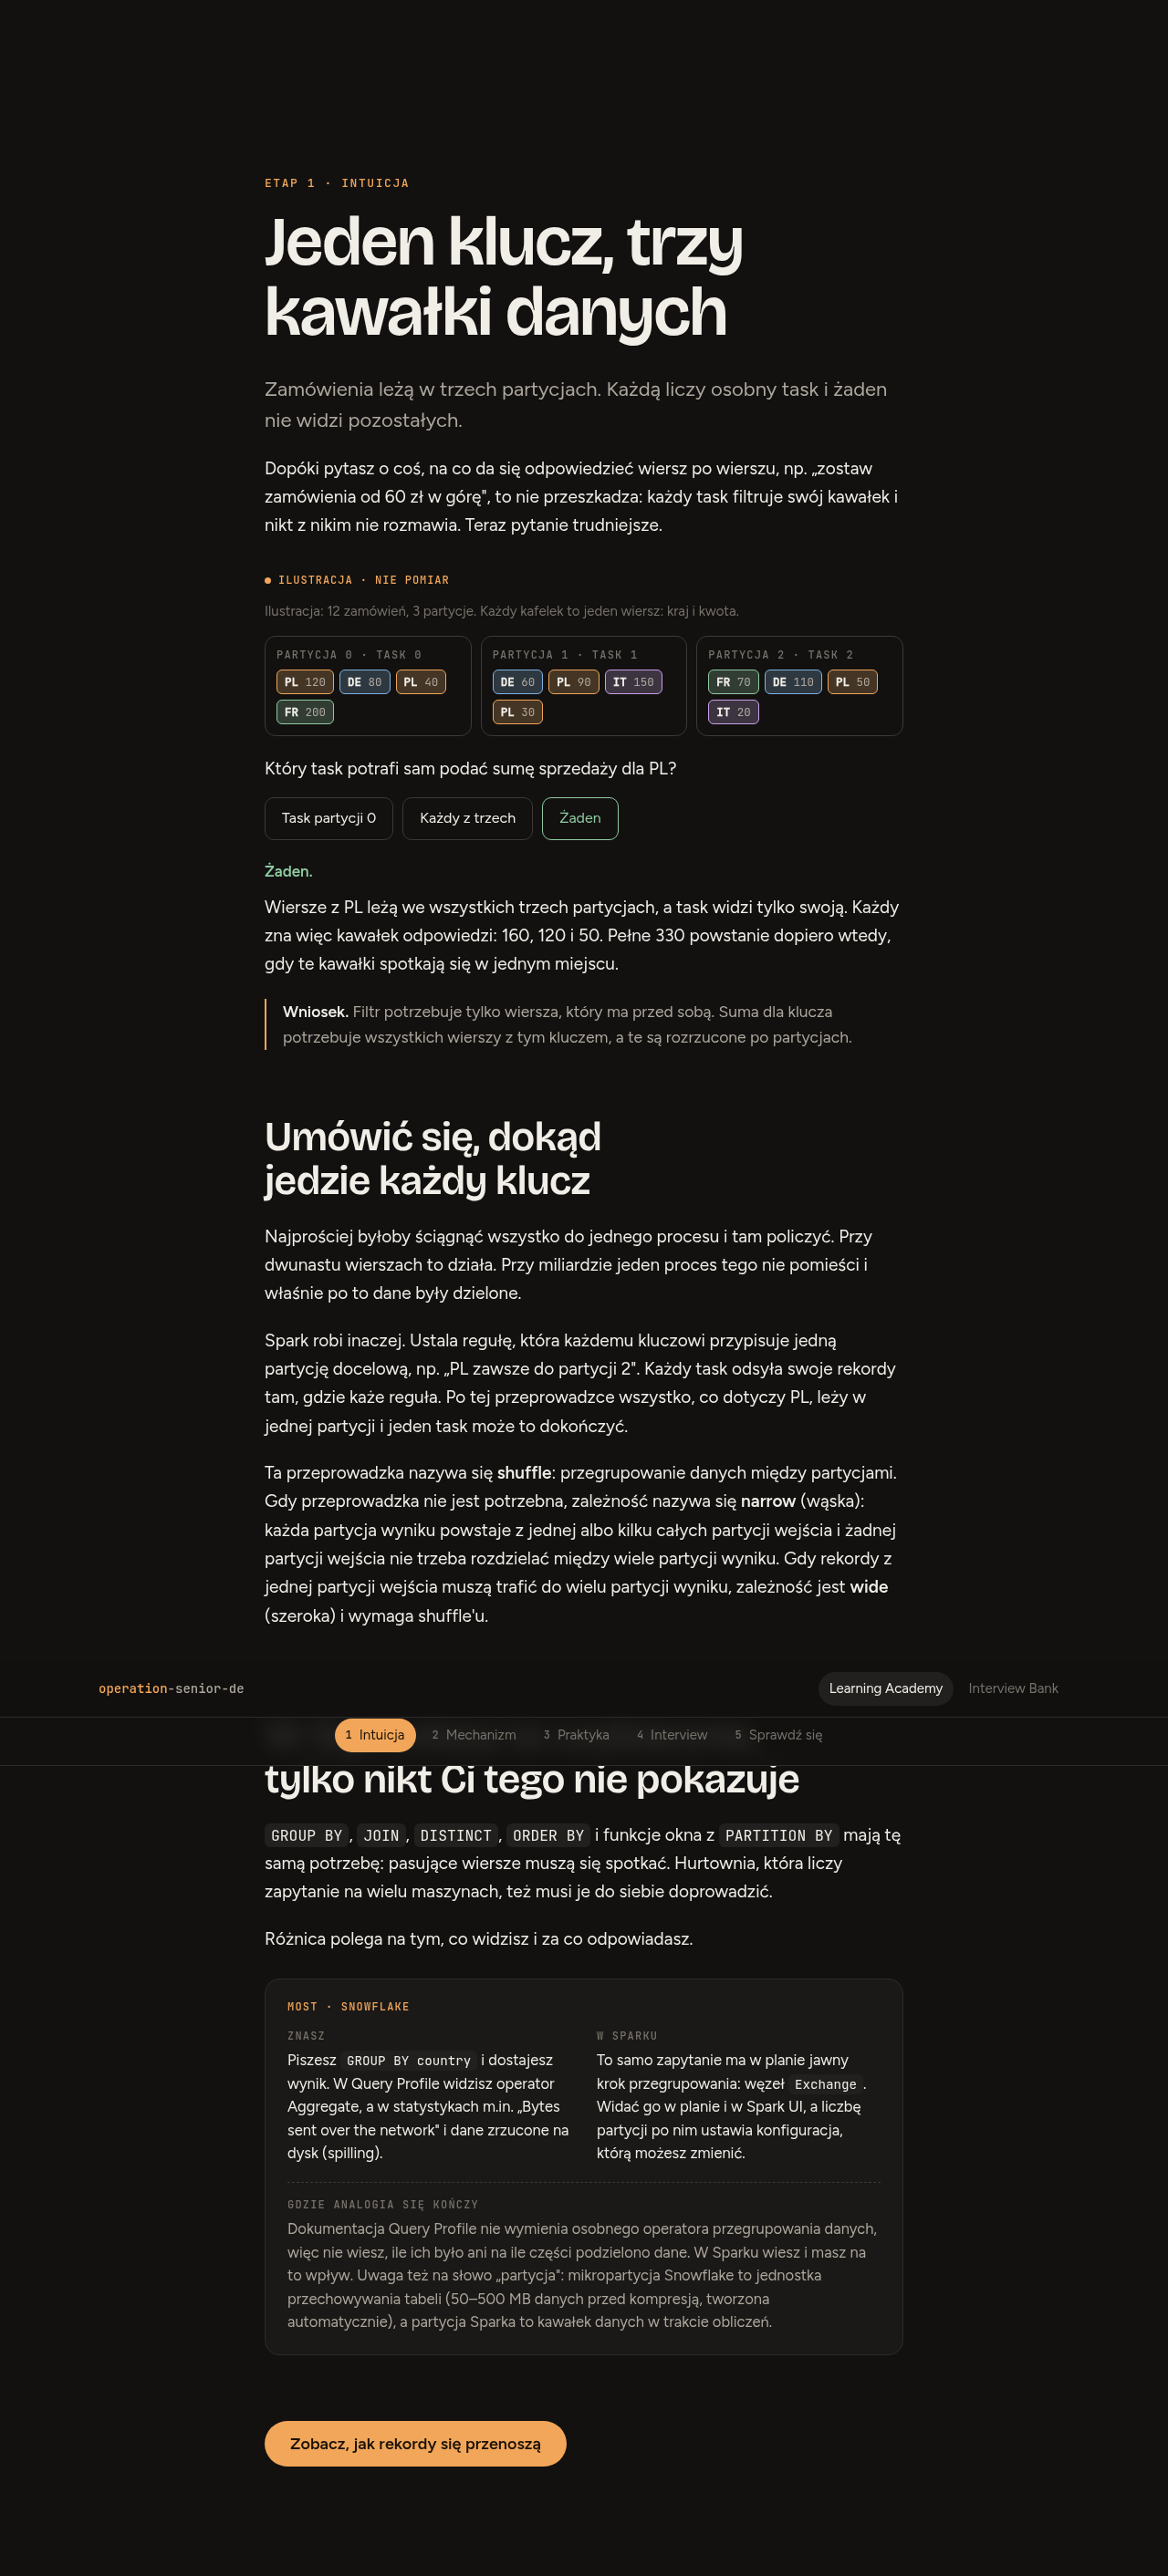 ETAP 1 · INTUICJA
Jeden klucz, trzy
kawałki danych
Zamówienia leżą w trzech partycjach. Każdą liczy osobny task i żaden
nie widzi pozostałych.
Dopóki pytasz o coś, na co da się odpowiedzieć wiersz po wierszu, np. „zostaw
zamówienia od 60 zł w górę", to nie przeszkadza: każdy task filtruje swój kawałek i
nikt z nikim nie rozmawia. Teraz pytanie trudniejsze.
ILUSTRACJA · NIE POMIAR
Ilustracja: 12 zamówień, 3 partycje. Każdy kafelek to jeden wiersz: kraj i kwota.
PARTYCJA 0 · TASK 0
PL 120 DE 80 PL 40
FR 200
PARTYCJA 1 · TASK 1
DE 60 PL 90 IT 150
PL 30
PARTYCJA 2 · TASK 2
FR 70 DE 110 PL 50
IT 20
Który task potrafi sam podać sumę sprzedaży dla PL?
Task partycji 0 Każdy z trzech Żaden
Żaden.
Wiersze z PL leżą we wszystkich trzech partycjach, a task widzi tylko swoją. Każdy
zna więc kawałek odpowiedzi: 160, 120 i 50. Pełne 330 powstanie dopiero wtedy,
gdy te kawałki spotkają się w jednym miejscu.
Wniosek. Filtr potrzebuje tylko wiersza, który ma przed sobą. Suma dla klucza
potrzebuje wszystkich wierszy z tym kluczem, a te są rozrzucone po partycjach.
Umówić się, dokąd
jedzie każdy klucz
Najprościej byłoby ściągnąć wszystko do jednego procesu i tam policzyć. Przy
dwunastu wierszach to działa. Przy miliardzie jeden proces tego nie pomieści i
właśnie po to dane były dzielone.
Spark robi inaczej. Ustala regułę, która każdemu kluczowi przypisuje jedną
partycję docelową, np. „PL zawsze do partycji 2". Każdy task odsyła swoje rekordy
tam, gdzie każe reguła. Po tej przeprowadzce wszystko, co dotyczy PL, leży w
jednej partycji i jeden task może to dokończyć.
Ta przeprowadzka nazywa się shuffle: przegrupowanie danych między partycjami.
Gdy przeprowadzka nie jest potrzebna, zależność nazywa się narrow (wąska):
każda partycja wyniku powstaje z jednej albo kilku całych partycji wejścia i żadnej
partycji wejścia nie trzeba rozdzielać między wiele partycji wyniku. Gdy rekordy z
jednej partycji wejścia muszą trafić do wielu partycji wyniku, zależność jest wide
(szeroka) i wymaga shuffle'u.
operation-senior-de Learning Academy Interview Bank
1 Intuicja 2 Mechanizm 3 Praktyka 4 Interview 5 Sprawdź się
tylko nikt Ci tego nie pokazuje
GROUP BY, JOIN, DISTINCT, ORDER BY i funkcje okna z PARTITION BY mają tę
samą potrzebę: pasujące wiersze muszą się spotkać. Hurtownia, która liczy
zapytanie na wielu maszynach, też musi je do siebie doprowadzić.
Różnica polega na tym, co widzisz i za co odpowiadasz.
MOST · SNOWFLAKE
ZNASZ
Piszesz GROUP BY country i dostajesz
wynik. W Query Profile widzisz operator
Aggregate, a w statystykach m.in. „Bytes
sent over the network" i dane zrzucone na
dysk (spilling).
W SPARKU
To samo zapytanie ma w planie jawny
krok przegrupowania: węzeł Exchange.
Widać go w planie i w Spark UI, a liczbę
partycji po nim ustawia konfiguracja,
którą możesz zmienić.
GDZIE ANALOGIA SIĘ KOŃCZY
Dokumentacja Query Profile nie wymienia osobnego operatora przegrupowania danych,
więc nie wiesz, ile ich było ani na ile części podzielono dane. W Sparku wiesz i masz na
to wpływ. Uwaga też na słowo „partycja": mikropartycja Snowflake to jednostka
przechowywania tabeli (50–500 MB danych przed kompresją, tworzona
automatycznie), a partycja Sparka to kawałek danych w trakcie obliczeń.
Zobacz, jak rekordy się przenoszą